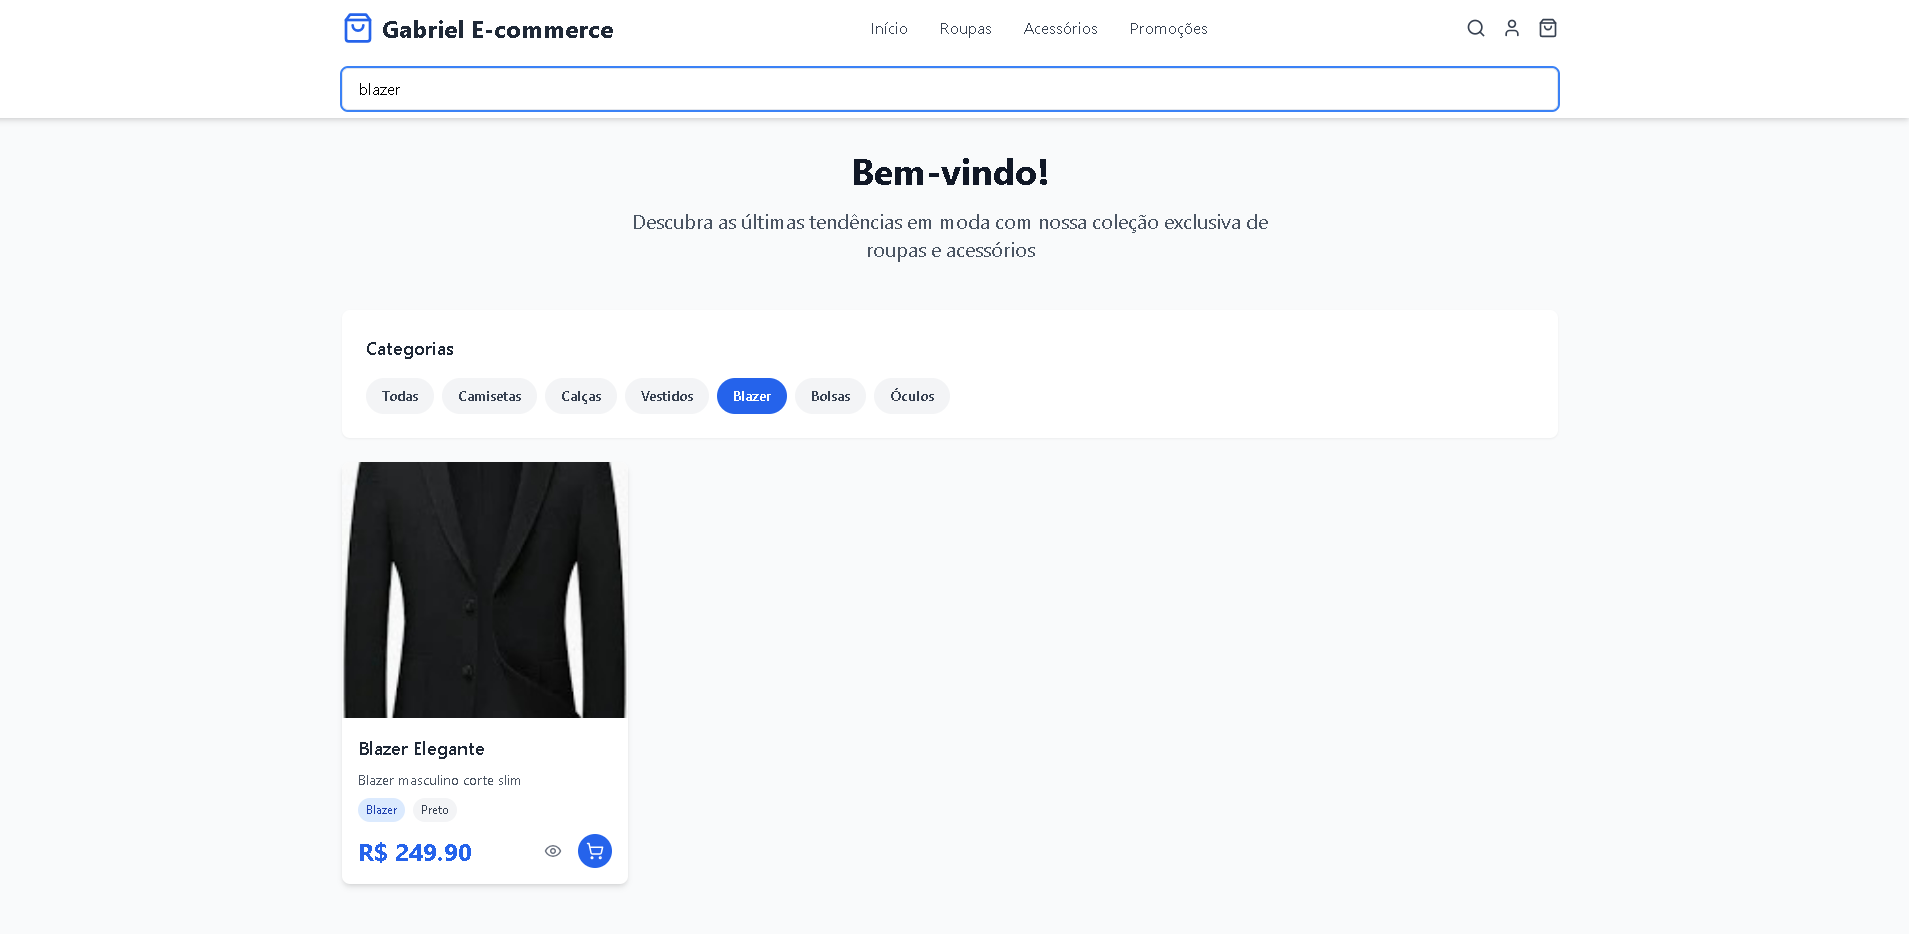 Gabriel E-commerce
Início Roupas Acessórios Promoções
blazer
Bem-vindo!
Descubra as últimas tendências em moda com nossa coleção exclusiva de
roupas e acessórios
Categorias
Todas Camisetas Calças Vestidos Blazer Bolsas Óculos
Blazer Elegante
Blazer masculino corte slim
Blazer Preto
R$ 249.90